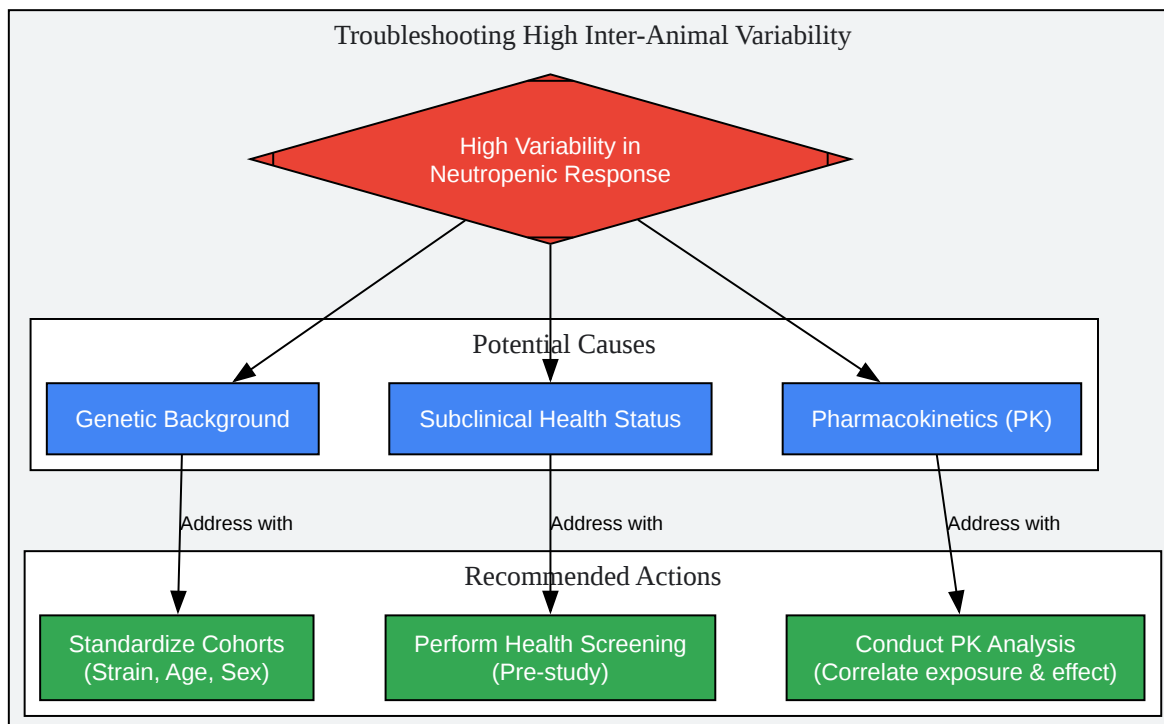 Troubleshooting High Inter-Animal Variability
High Variability in
Neutropenic Response
Potential Causes
Genetic Background
Subclinical Health Status
Pharmacokinetics (PK)
Address with
Address with
Address with
Recommended Actions
Standardize Cohorts
(Strain, Age, Sex)
Perform Health Screening
(Pre-study)
Conduct PK Analysis
(Correlate exposure & effect)